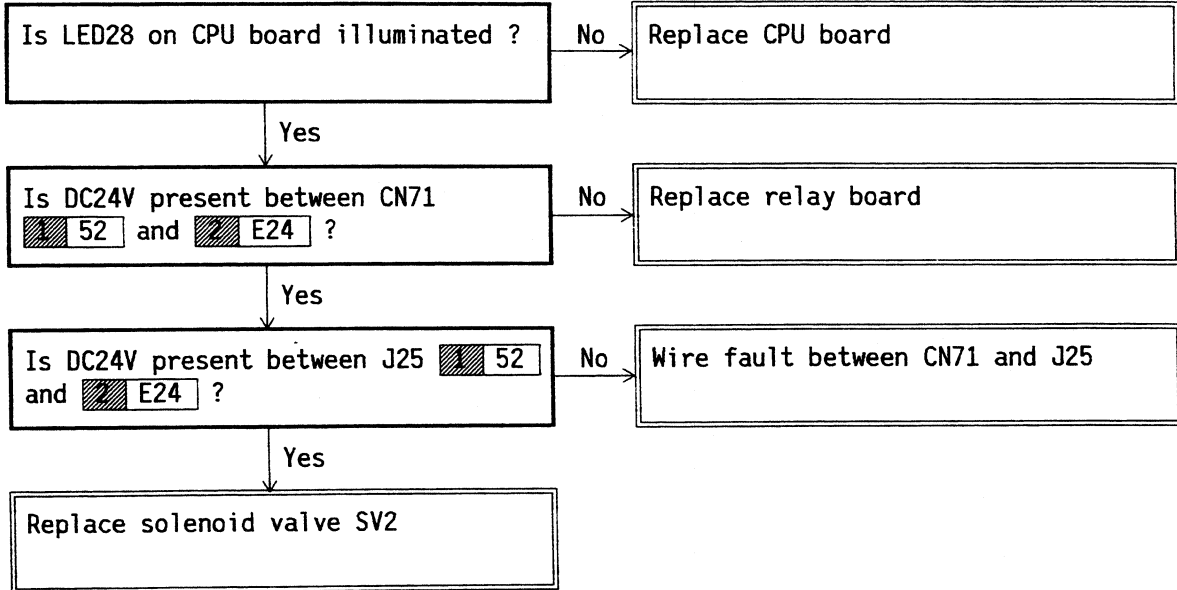 Is LED28 on CPU board illuminated ?
No
Replace CPU board
Yes
Is DC24V present between CN71
1 52 and 2 E24 ?
No
Replace relay board
Yes
Is DC24V present between J25 1 52
and 2 E24 ?
No
Wire fault between CN71 and J25
Yes
Replace solenoid valve SV2